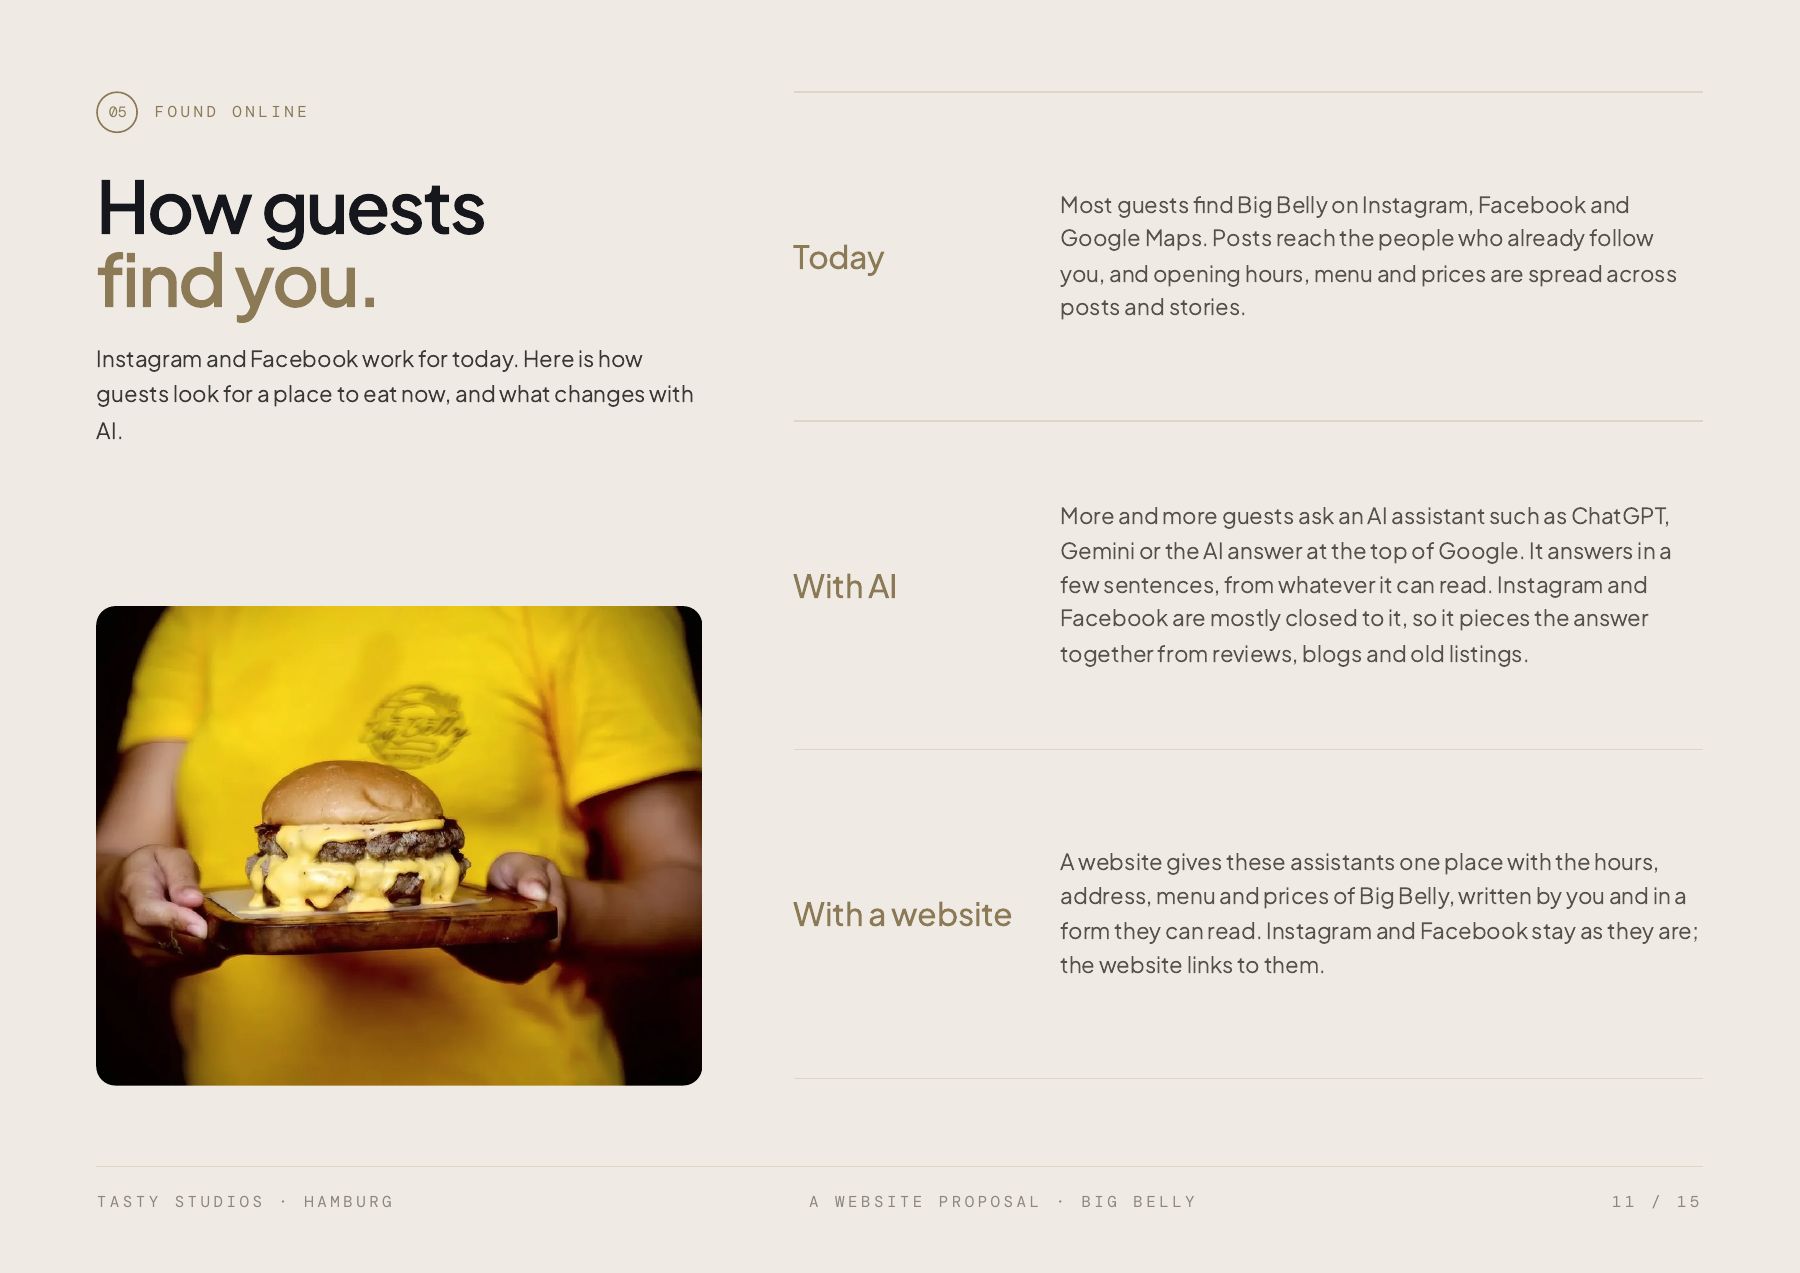 05 FOUND ONLINE
How guests
find you.
Instagram and Facebook work for today. Here is how
guests look for a place to eat now, and what changes with
AI.
Big Belly
Today
Most guests find Big Belly on Instagram, Facebook and
Google Maps. Posts reach the people who already follow
you, and opening hours, menu and prices are spread across
posts and stories.
With AI
More and more guests ask an AI assistant such as ChatGPT,
Gemini or the AI answer at the top of Google. It answers in a
few sentences, from whatever it can read. Instagram and
Facebook are mostly closed to it, so it pieces the answer
together from reviews, blogs and old listings.
With a website
A website gives these assistants one place with the hours,
address, menu and prices of Big Belly, written by you and in a
form they can read. Instagram and Facebook stay as they are;
the website links to them.
TASTY STUDIOS · HAMBURG
A WEBSITE PROPOSAL · BIG BELLY
11 / 15